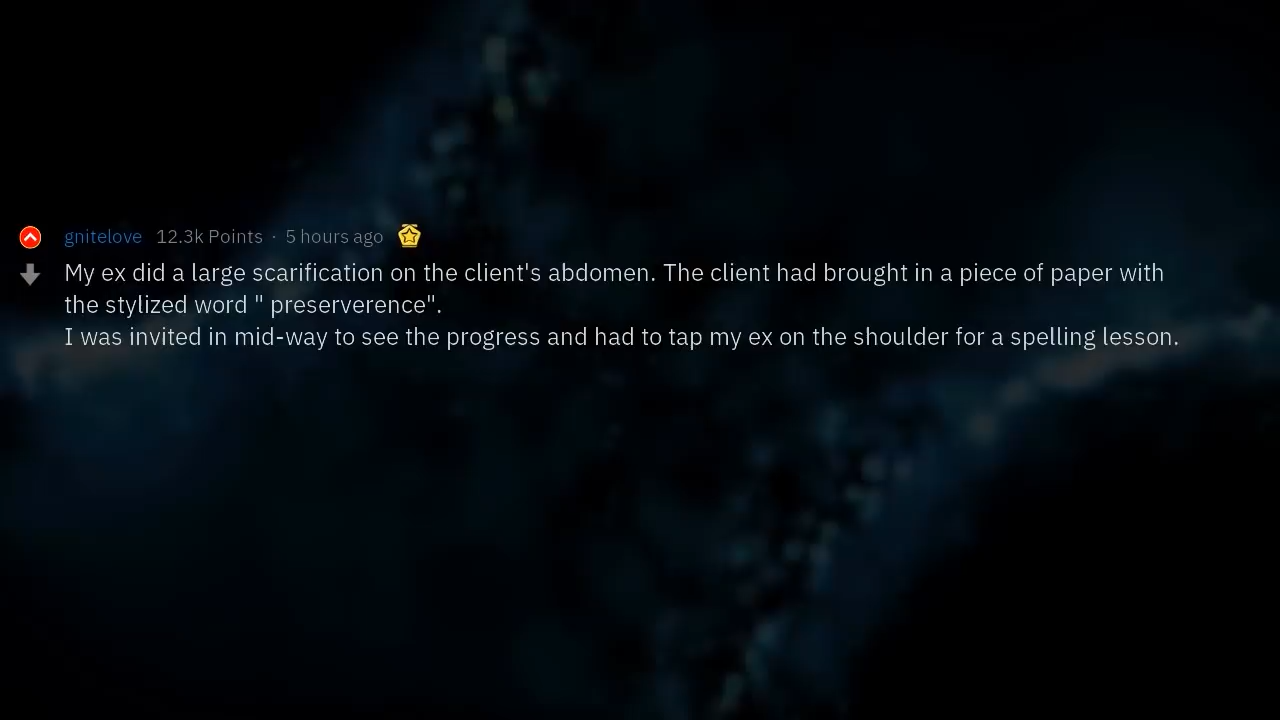 gnitelove 12.3k Points · 5 hours ago
My ex did a large scarification on the client's abdomen. The client had brought in a piece of paper with
the stylized word " preserverence".
I was invited in mid-way to see the progress and had to tap my ex on the shoulder for a spelling lesson.